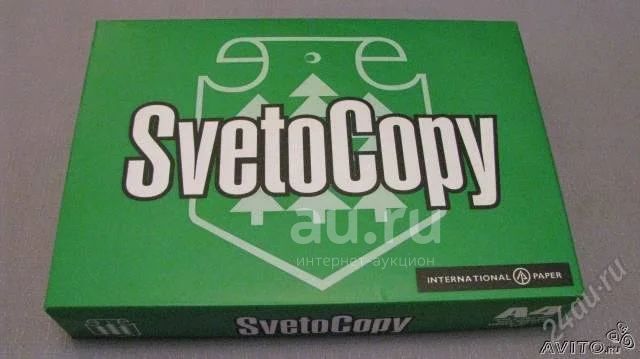 SvetoCopy
au.ru
интернет-аукцион
INTERNATIONAL PAPER
SvetoCopy
A4
24au.ru
AVITO.ru